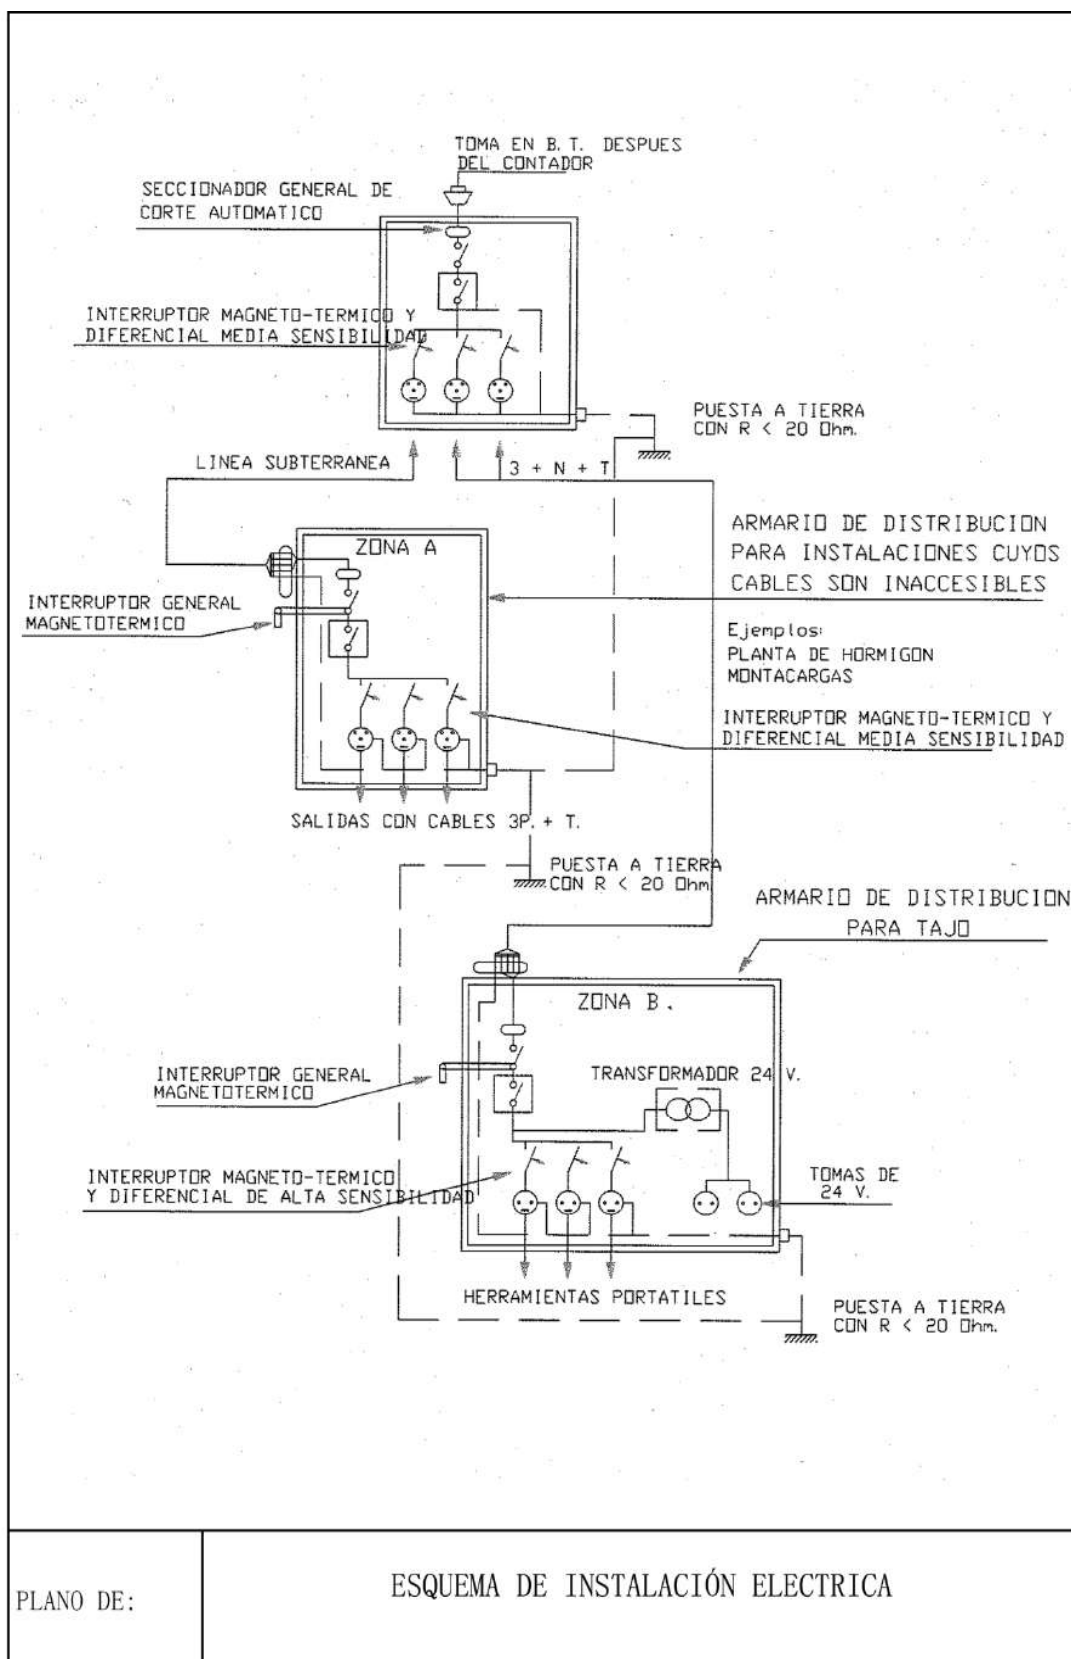 TOMA EN B.T. DESPUES
DEL CONTADOR
SECCIONADOR GENERAL DE
CORTE AUTOMATICO
INTERRUPTOR MAGNETO-TERMICO Y
DIFERENCIAL MEDIA SENSIBILIDAD
PUESTA A TIERRA
CON R < 20 Ohm.
LINEA SUBTERRANEA
3 + N + T
ARMARIO DE DISTRIBUCION
PARA INSTALACIONES CUYOS
CABLES SON INACCESIBLES
ZONA A
INTERRUPTOR GENERAL
MAGNETOTERMICO
Ejemplos:
PLANTA DE HORMIGON
MONTACARGAS
INTERRUPTOR MAGNETO-TERMICO Y
DIFERENCIAL MEDIA SENSIBILIDAD
SALIDAS CON CABLES 3P. + T.
PUESTA A TIERRA
CON R < 20 Ohm
ARMARIO DE DISTRIBUCION
PARA TAJO
ZONA B.
INTERRUPTOR GENERAL
MAGNETOTERMICO
TRANSFORMADOR 24 V.
INTERRUPTOR MAGNETO-TERMICO
Y DIFERENCIAL DE ALTA SENSIBILIDAD
TOMAS DE
24 V.
HERRAMIENTAS PORTATILES
PUESTA A TIERRA
CON R < 20 Ohm.
PLANO DE:
ESQUEMA DE INSTALACIÓN ELECTRICA